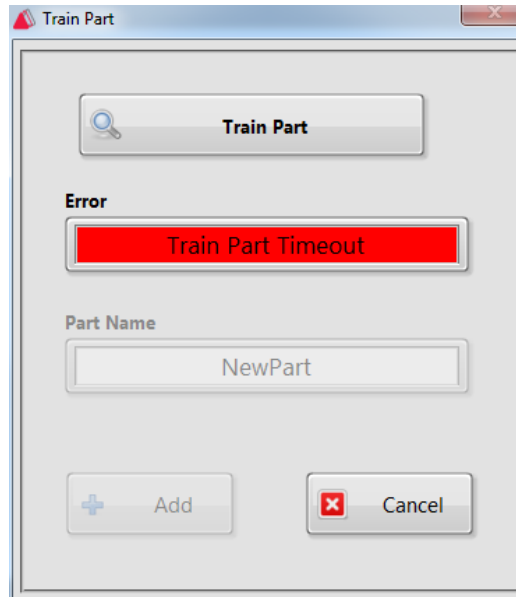 Train Part
Train Part
Error
Train Part Timeout
Part Name
NewPart
Add
Cancel